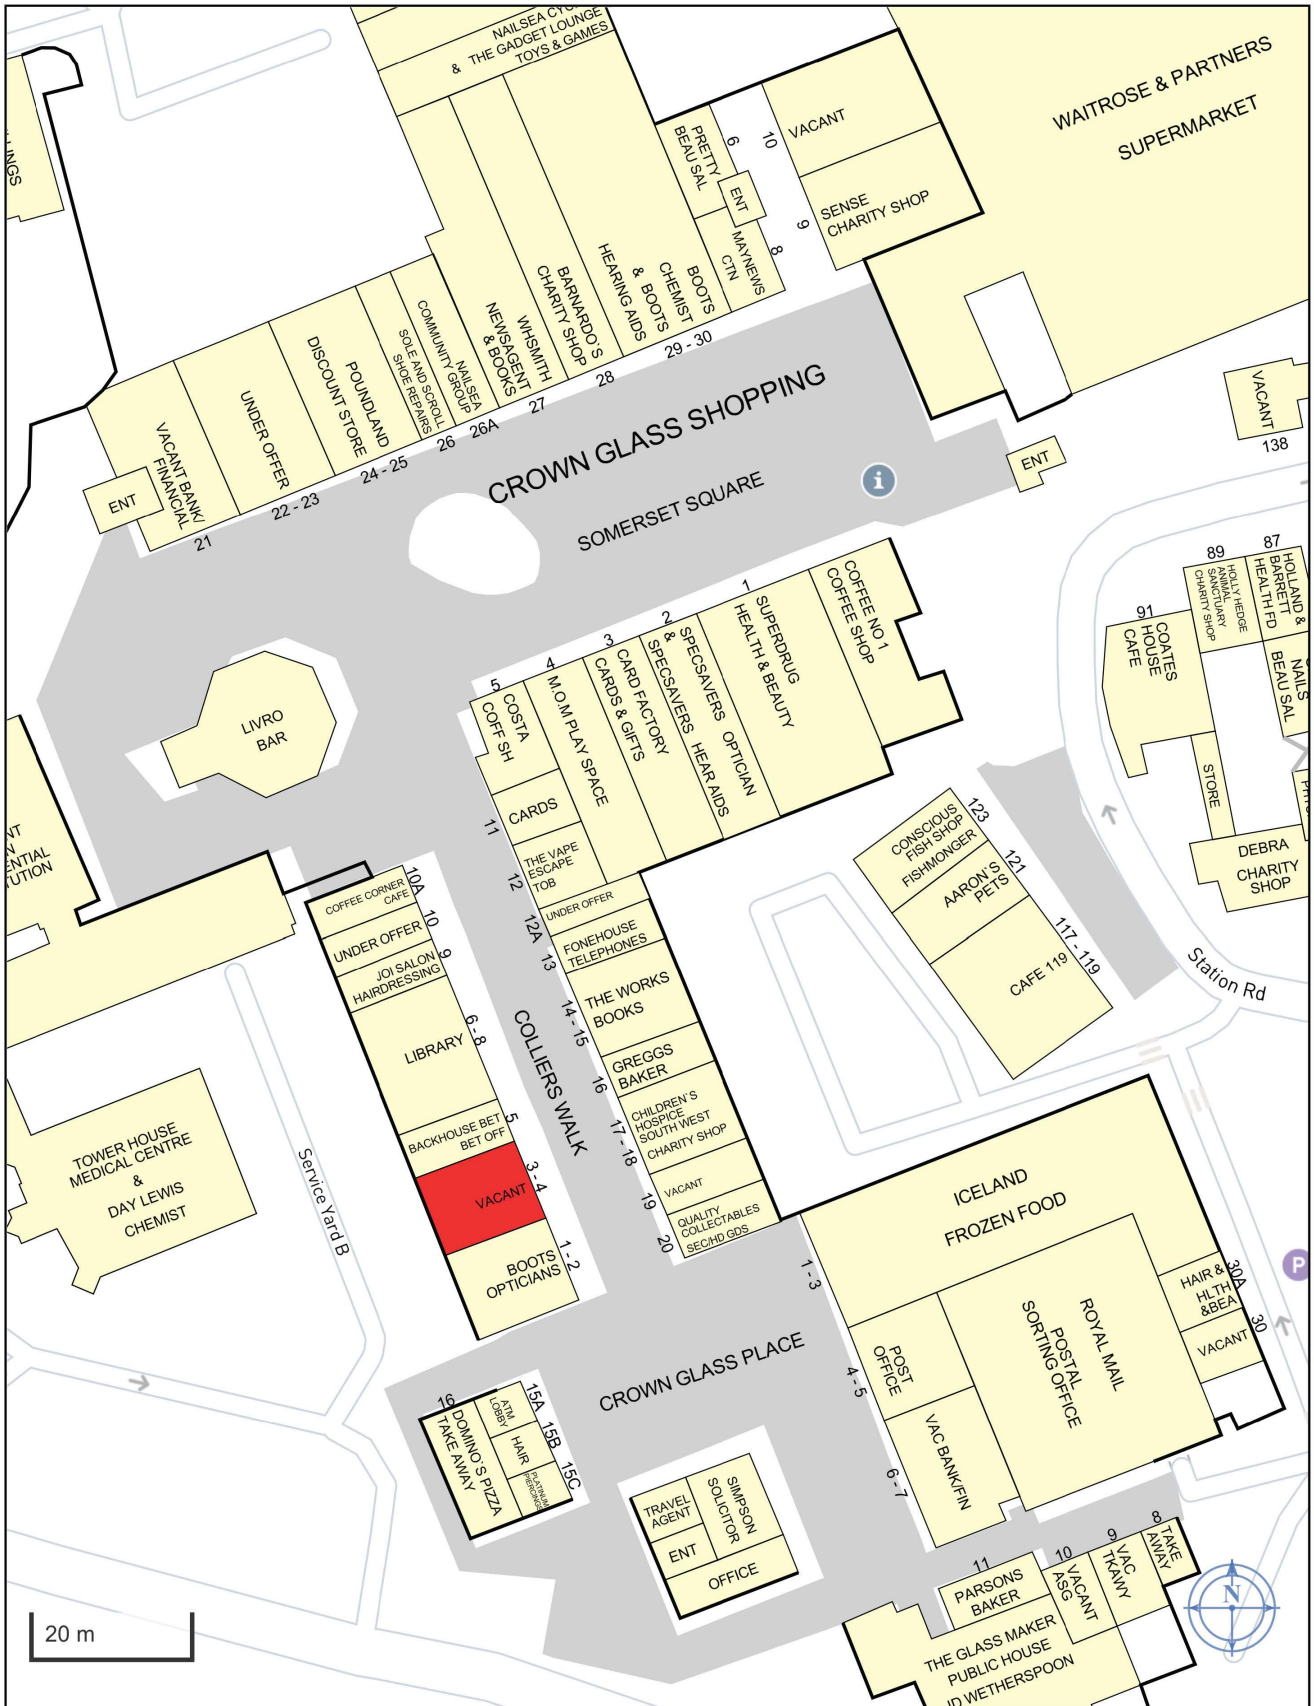 NAILSEA
& THE GADGET LOUNGE
TOYS & GAMES
WAITROSE & PARTNERS
SUPERMARKET
VACANT
10
SENSE
CHARITY SHOP
9
PRETTY
BEAU SAL
6
ENT
MAYNEWS
CTN
8
BOOTS
CHEMIST
& BOOTS
HEARING AIDS
29 - 30
BARNARDO'S
CHARITY SHOP
28
WHSMITH
NEWSAGENT
& BOOKS
27
NAILSEA
COMMUNITY GROUP
26A
SOLE AND SCROLL
SHOE REPAIRS
26
POUNDLAND
DISCOUNT STORE
24 - 25
UNDER OFFER
22 - 23
VACANT BANK/
FINANCIAL
21
ENT
CROWN GLASS SHOPPING
SOMERSET SQUARE
ENT
VACANT
138
LIVRO
BAR
COFFEE NO 1
COFFEE SHOP
1
SUPERDRUG
HEALTH & BEAUTY
2
SPECSAVERS OPTICIAN
&
SPECSAVERS HEAR AIDS
3
CARD FACTORY
CARDS & GIFTS
4
M.O.M PLAY SPACE
5
COSTA
COFF SH
11
CARDS
12
THE VAPE
ESCAPE
TOB
12A
UNDER OFFER
13
FONEHOUSE
TELEPHONES
14 - 15
THE WORKS
BOOKS
16
GREGGS
BAKER
17 - 18
CHILDREN'S
HOSPICE
SOUTH WEST
CHARITY SHOP
19
VACANT
20
QUALITY
COLLECTABLES
SEC/HD GDS
COLLIERS WALK
10A
COFFEE CORNER
CAFE
10
UNDER OFFER
9
JOI SALON
HAIRDRESSING
6 - 8
LIBRARY
5
BACKHOUSE BET
BET OFF
3 - 4
VACANT
1 - 2
BOOTS
OPTICIANS
TOWER HOUSE
MEDICAL CENTRE
&
DAY LEWIS
CHEMIST
Service Yard B
87
HOLLAND &
BARRETT
HEALTH FD
89
HOLLY HEDGE
ANIMAL
SANCTUARY
CHARITY SHOP
91
COATES
HOUSE
CAFE
NAILS
BEAU SAL
STORE
DEBRA
CHARITY
SHOP
123
CONSCIOUS
FISH SHOP
FISHMONGER
121
AARON'S
PETS
117 - 119
CAFE 119
Station Rd
ICELAND
FROZEN FOOD
1 - 3
ROYAL MAIL
POSTAL
SORTING OFFICE
30A
HAIR &
HLTH
&BEA
30
VACANT
P
POST
OFFICE
4 - 5
VAC BANK/FIN
6 - 7
CROWN GLASS PLACE
16
DOMINO'S PIZZA
TAKE AWAY
15A
ATM
LOBBY
15B
HAIR
15C
PLATINUM
PIERCINGS
TRAVEL
AGENT
SIMPSON
SOLICITOR
ENT
OFFICE
8
TAKE
AWAY
9
VAC
TKAWY
10
VACANT
ASG
11
PARSONS
BAKER
THE GLASS MAKER
PUBLIC HOUSE
JD WETHERSPOON
N
20 m